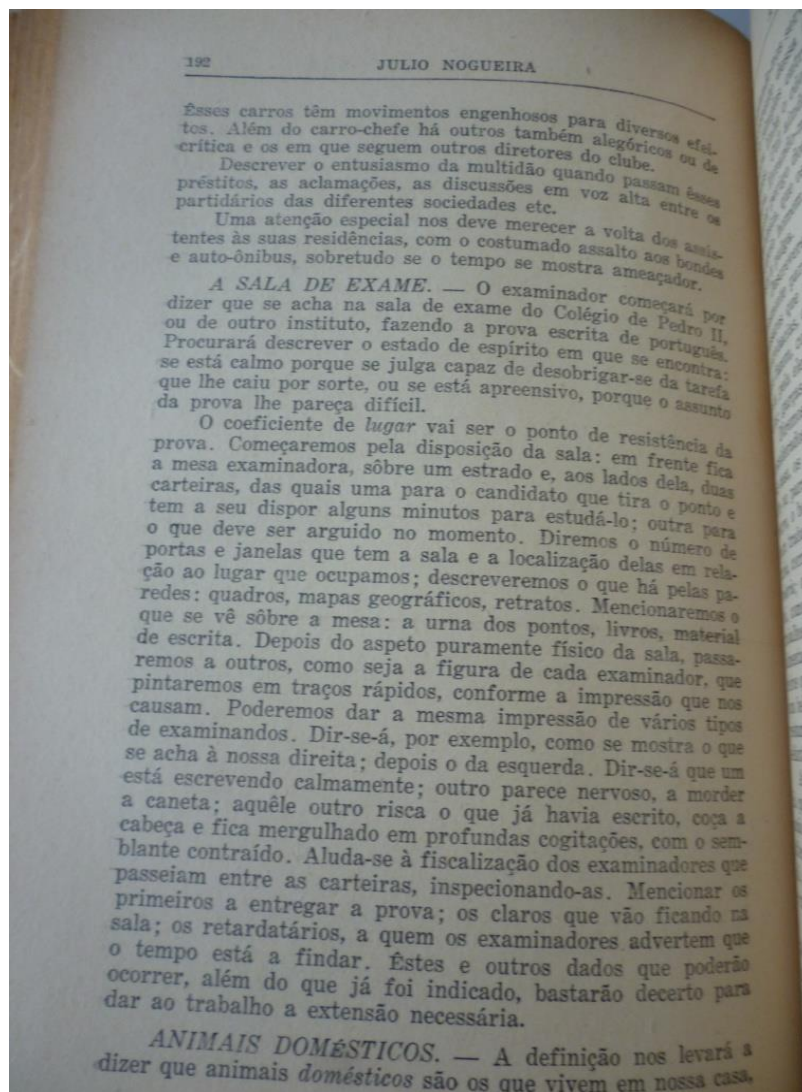 192
JULIO NOGUEIRA
Êsses carros têm movimentos engenhosos para diversos efei-
tos. Além do carro-chefe há outros também alegóricos ou de
crítica e os em que seguem outros diretores do clube.
Descrever o entusiasmo da multidão quando passam êsses
préstitos, as aclamações, as discussões em voz alta entre os
partidários das diferentes sociedades etc.
Uma atenção especial nos deve merecer a volta dos assis-
tentes às suas residências, com o costumado assalto aos bondes
e auto-ônibus, sobretudo se o tempo se mostra ameaçador.
A SALA DE EXAME. — O examinador começará por
dizer que se acha na sala de exame do Colégio de Pedro II,
ou de outro instituto, fazendo a prova escrita de português.
Procurará descrever o estado de espírito em que se encontra:
se está calmo porque se julga capaz de desobrigar-se da tarefa
que lhe caiu por sorte, ou se está apreensivo, porque o assunto
da prova lhe pareça difícil.
O coeficiente de lugar vai ser o ponto de resistência da
prova. Começaremos pela disposição da sala: em frente fica
a mesa examinadora, sôbre um estrado e, aos lados dela, duas
carteiras, das quais uma para o candidato que tira o ponto e
tem a seu dispor alguns minutos para estudá-lo; outra para
o que deve ser arguido no momento. Diremos o número de
portas e janelas que tem a sala e a localização delas em rela-
ção ao lugar que ocupamos; descreveremos o que há pelas pa-
redes: quadros, mapas geográficos, retratos. Mencionaremos o
que se vê sôbre a mesa: a urna dos pontos, livros, material
de escrita. Depois do aspeto puramente físico da sala, passa-
remos a outros, como seja a figura de cada examinador, que
pintaremos em traços rápidos, conforme a impressão que nos
causam. Poderemos dar a mesma impressão de vários tipos
de examinandos. Dir-se-á, por exemplo, como se mostra o que
se acha à nossa direita; depois o da esquerda. Dir-se-á que um
está escrevendo calmamente; outro parece nervoso, a morder
a caneta; aquêle outro risca o que já havia escrito, coça a
cabeça e fica mergulhado em profundas cogitações, com o sem-
blante contraído. Aluda-se à fiscalização dos examinadores que
passeiam entre as carteiras, inspecionando-as. Mencionar os
primeiros a entregar a prova; os claros que vão ficando na
sala; os retardatários, a quem os examinadores advertem que
o tempo está a findar. Êstes e outros dados que poderão
ocorrer, além do que já foi indicado, bastarão decerto para
dar ao trabalho a extensão necessária.
ANIMAIS DOMÉSTICOS. — A definição nos levará a
dizer que animais domésticos são os que vivem em nossa casa,